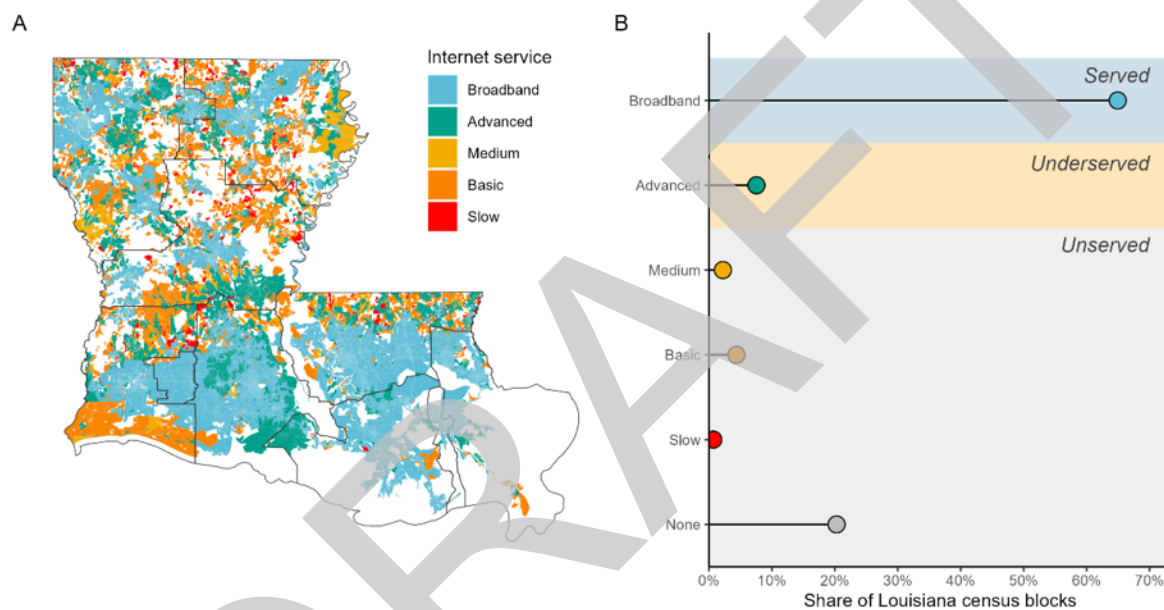 A
Internet service
Broadband
Advanced
Medium
Basic
Slow
B
Served
Underserved
Unserved
Broadband
Advanced
Medium
Basic
Slow
None
0%
10%
20%
30%
40%
50%
60%
70%
Share of Louisiana census blocks
DRAFT